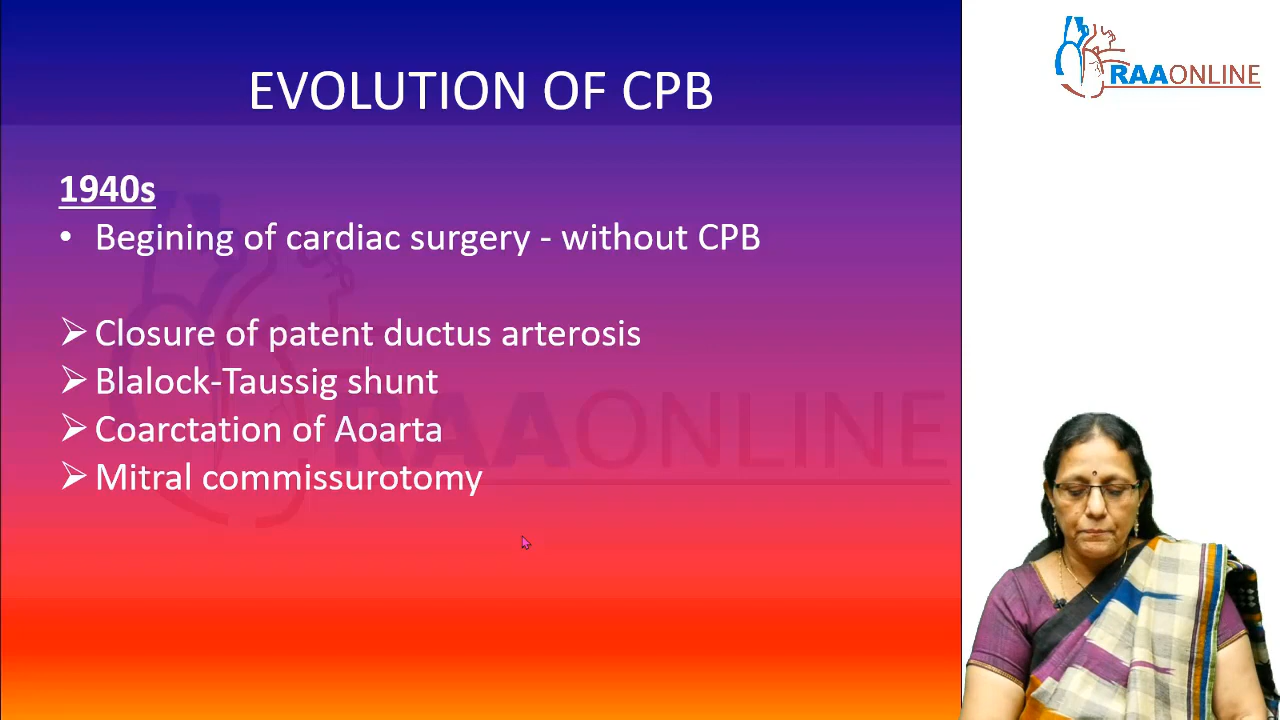 EVOLUTION OF CPB
RAAONLINE
1940s
• Begining of cardiac surgery - without CPB
➢ Closure of patent ductus arterosis
➢ Blalock-Taussig shunt
➢ Coarctation of Aoarta
➢ Mitral commissurotomy
RAAONLINE